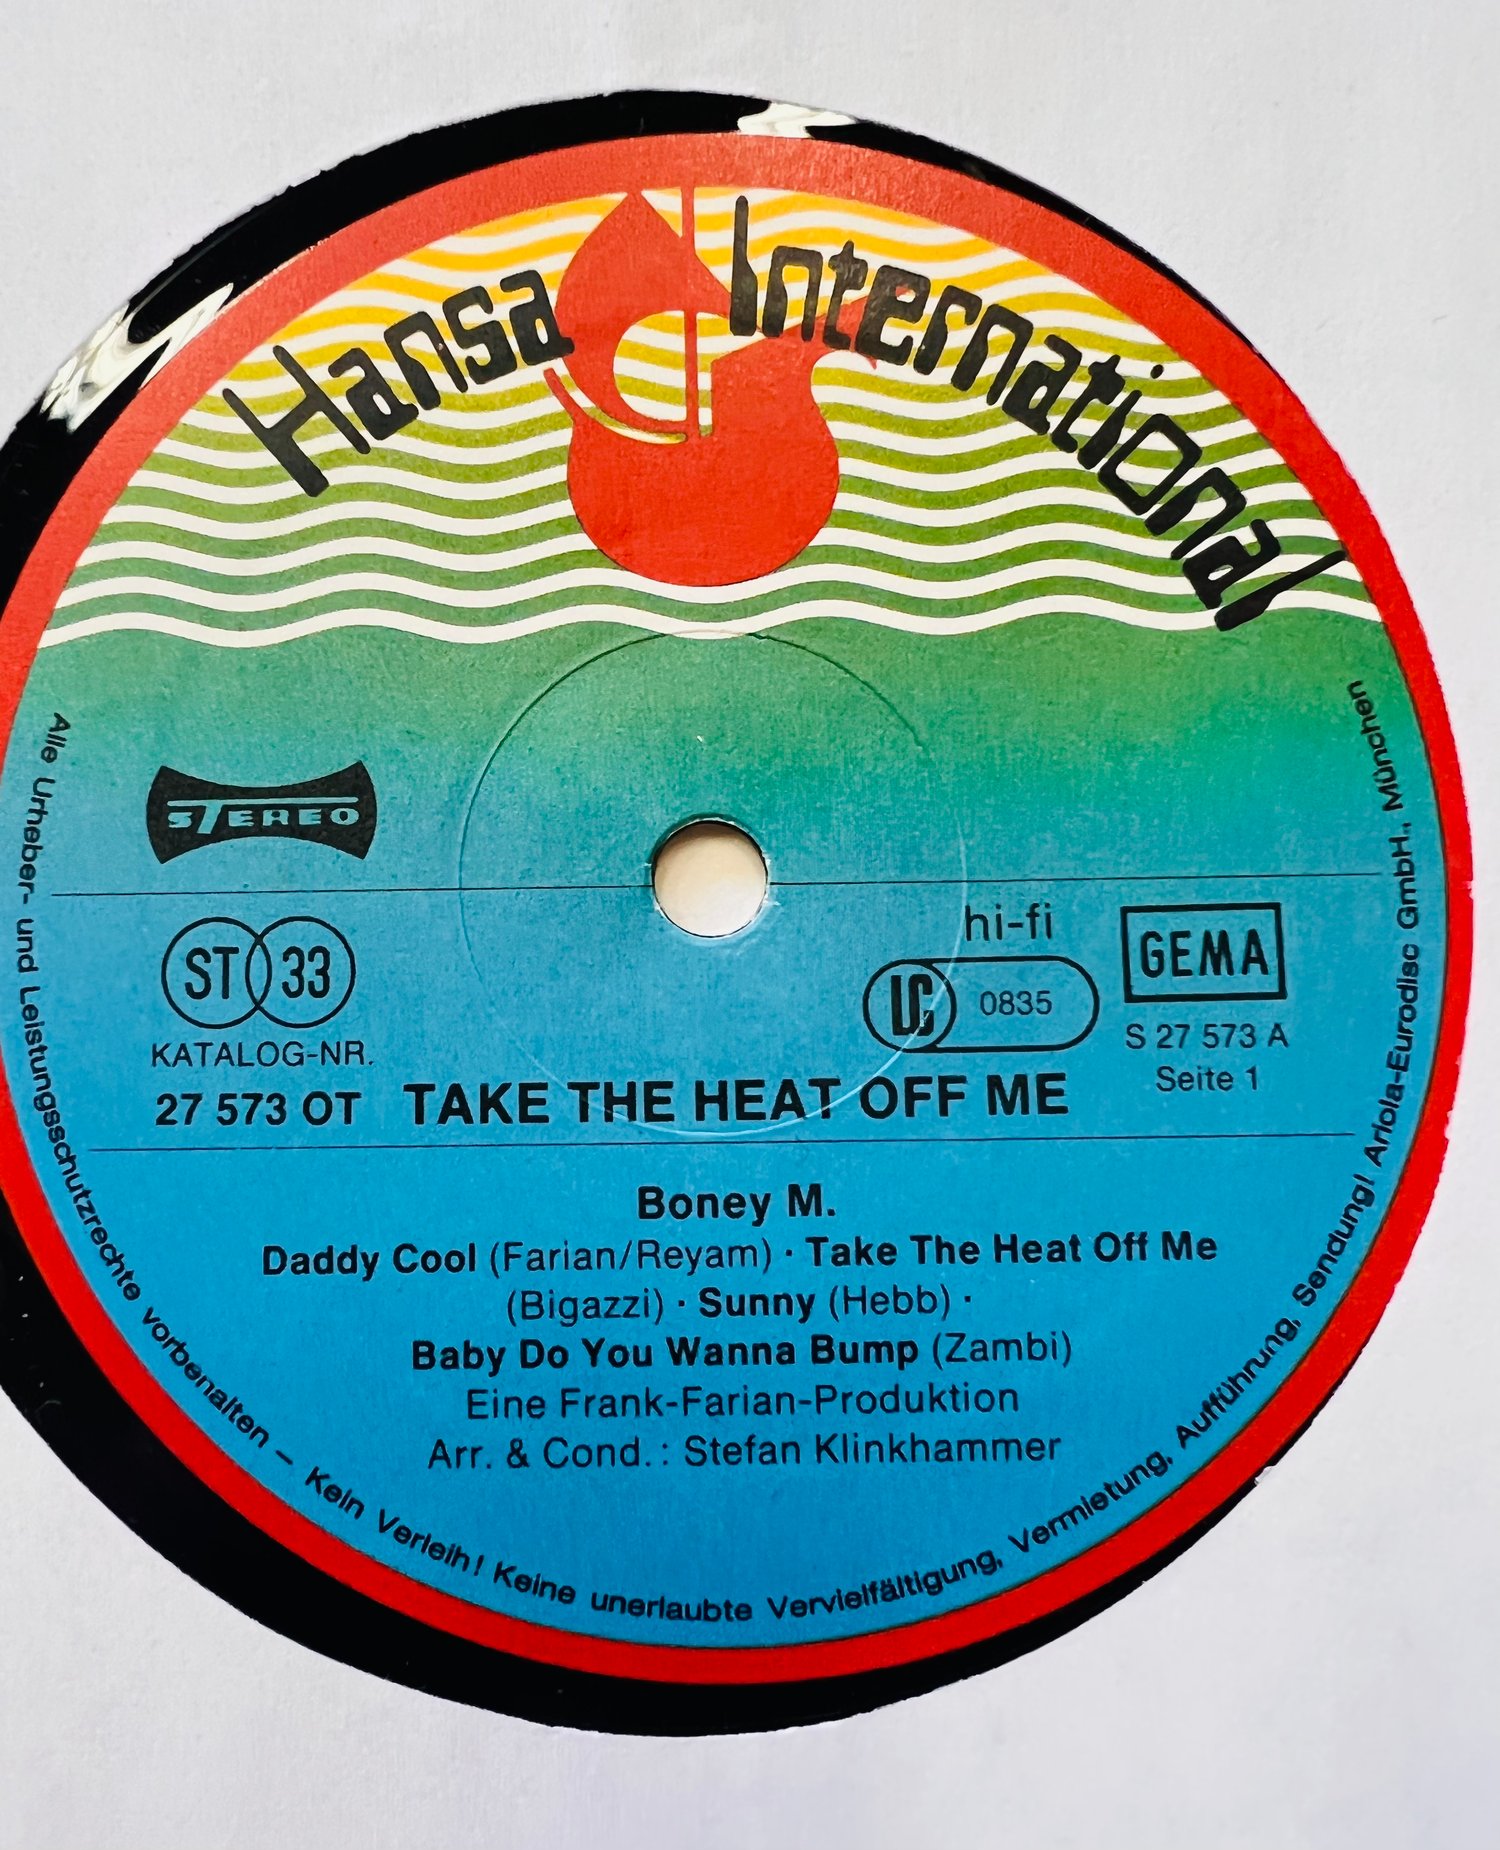 Hansa International
STEREO
ST 33
hi-fi
LC 0835
GEMA
KATALOG-NR.
27 573 OT
TAKE THE HEAT OFF ME
S 27 573 A
Seite 1
Boney M.
Daddy Cool (Farian/Reyam) · Take The Heat Off Me
(Bigazzi) · Sunny (Hebb) ·
Baby Do You Wanna Bump (Zambi)
Eine Frank-Farian-Produktion
Arr. & Cond.: Stefan Klinkhammer
Alle Urheber- und Leistungsschutzrechte vorbehalten – Kein Verleih! Keine unerlaubte Vervielfältigung, Vermietung, Aufführung, Sendung! Ariola-Eurodisc GmbH., München